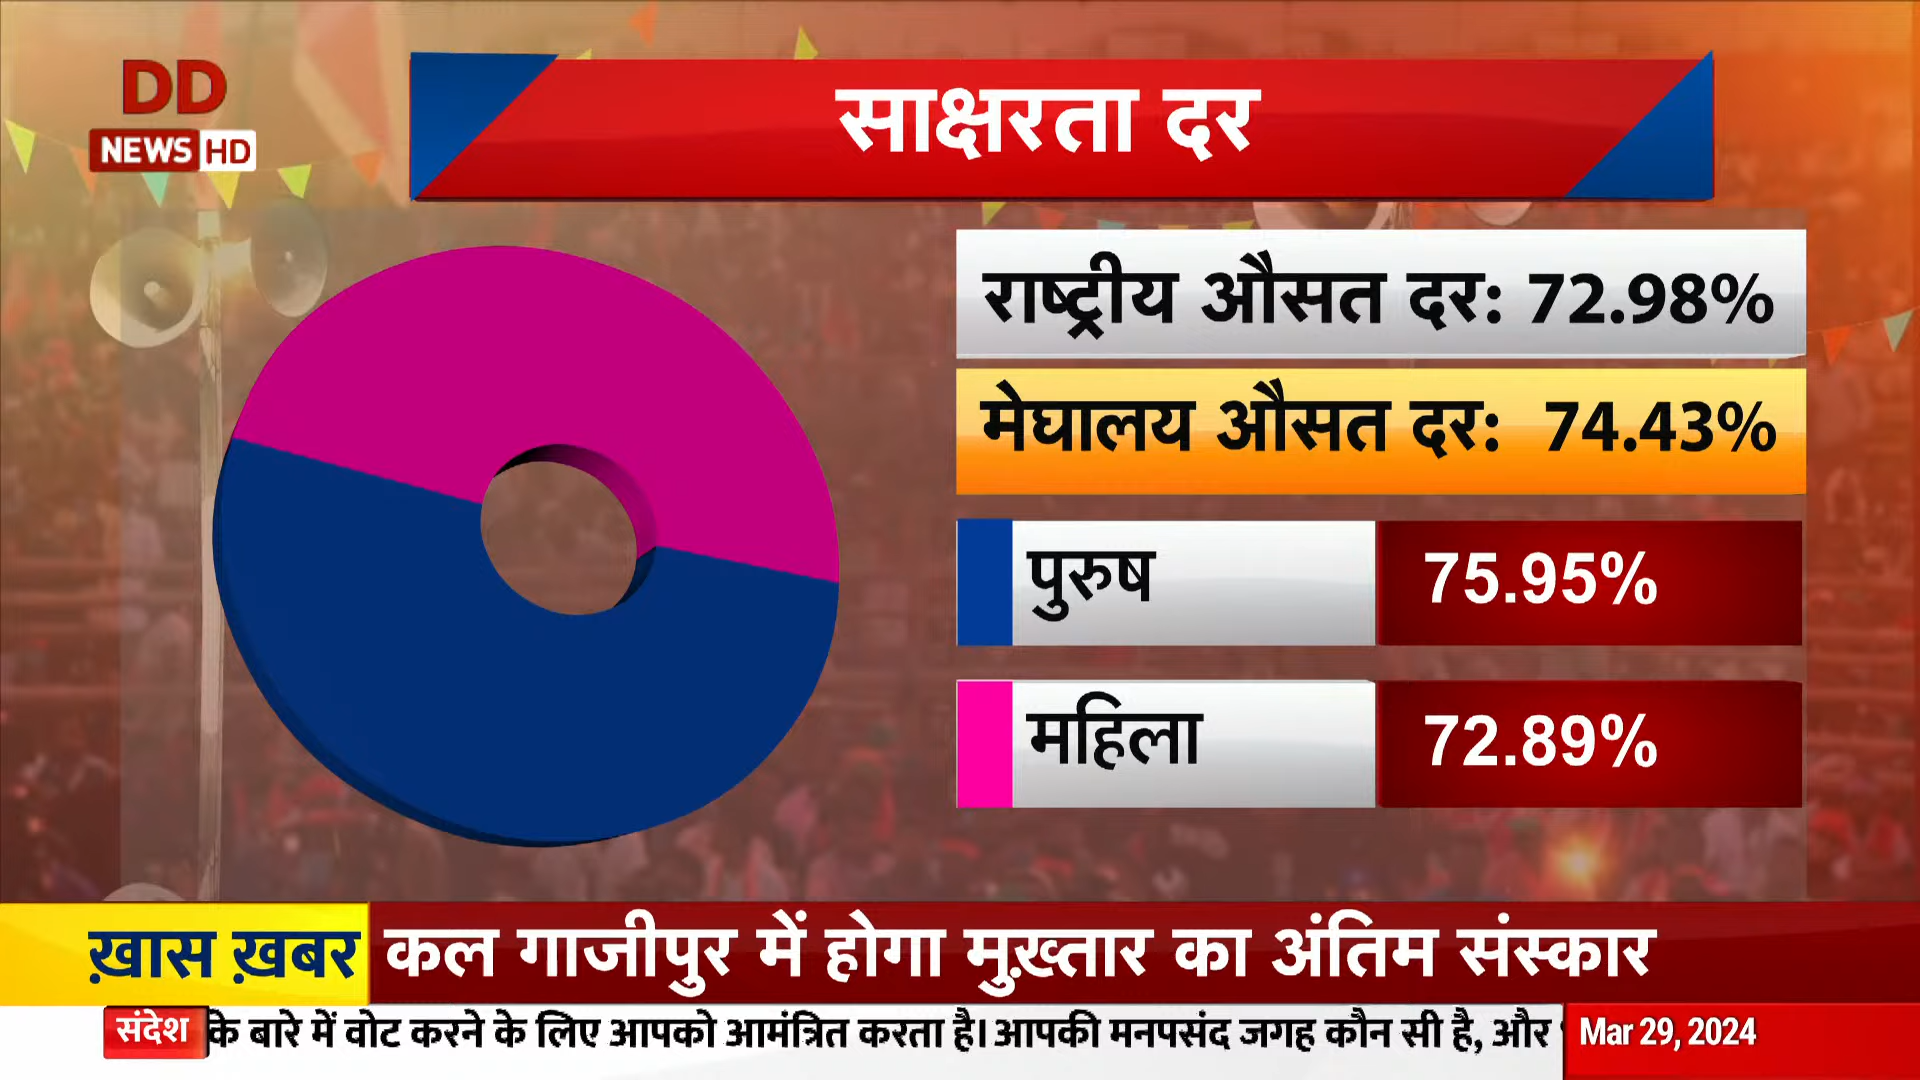 DD
NEWS HD
साक्षरता दर
राष्ट्रीय औसत दर: 72.98%
मेघालय औसत दर: 74.43%
पुरुष 75.95%
महिला 72.89%
ख़ास ख़बर कल गाजीपुर में होगा मुख़्तार का अंतिम संस्कार
संदेश के बारे में वोट करने के लिए आपको आमंत्रित करता है। आपकी मनपसंद जगह कौन सी है, और
Mar 29, 2024